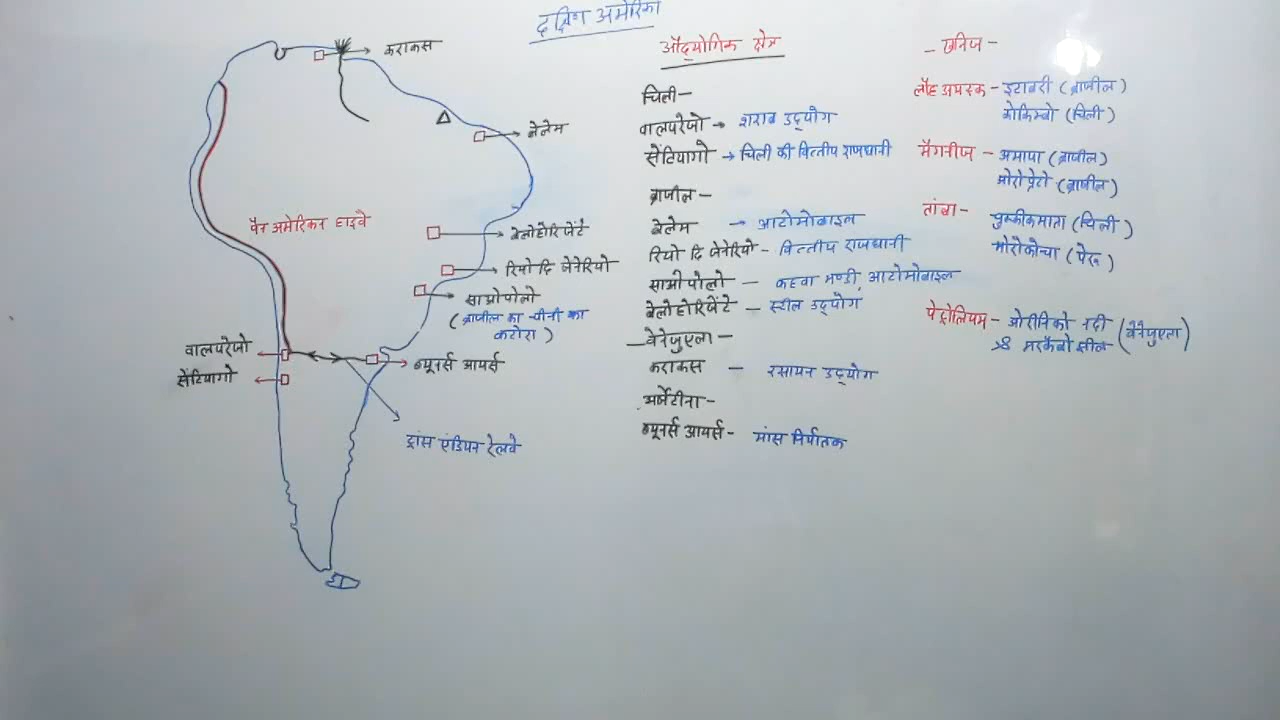 दक्षिण अमेरिका
कराकस
बेलेम
पैन अमेरिकन हाइवे
बेलोहोरिजेंटे
रियो दि जेनेरियो
साओपोलो
(ब्राजील का चीनी का
कटोरा)
वालपरेजो
सेंटियागो
ब्यूनर्स आयर्स
ट्रांस एंडियन रेलवे
औद्योगिक क्षेत्र
चिली-
वालपरेजो → शराब उद्योग
सेंटियागो → चिली की वित्तीय राजधानी
ब्राजील -
बेलेम → आटोमोबाइल
रियो दि जेनेरियो - वित्तीय राजधानी
साओपोलो - कहवा मण्डी, आटोमोबाइल
बेलोहोरिजेंटे - स्टील उद्योग
-वेनेजुएला-
कराकस - रसायन उद्योग
अर्जेंटीना-
ब्यूनर्स आयर्स- मांस निर्यातक
- खनिज -
लौह अयस्क - इटाबरी (ब्राजील)
कोकिम्बो (चिली)
मैगनीज - अमापा (ब्राजील)
ओरोप्रेटो (ब्राजील)
तांबा- चुक्कीकमाता (चिली)
मोरोकोचा (पेरू)
पेट्रोलियम - ओरीनिको नदी (वेनेजुएला)
& मरकैबो झील